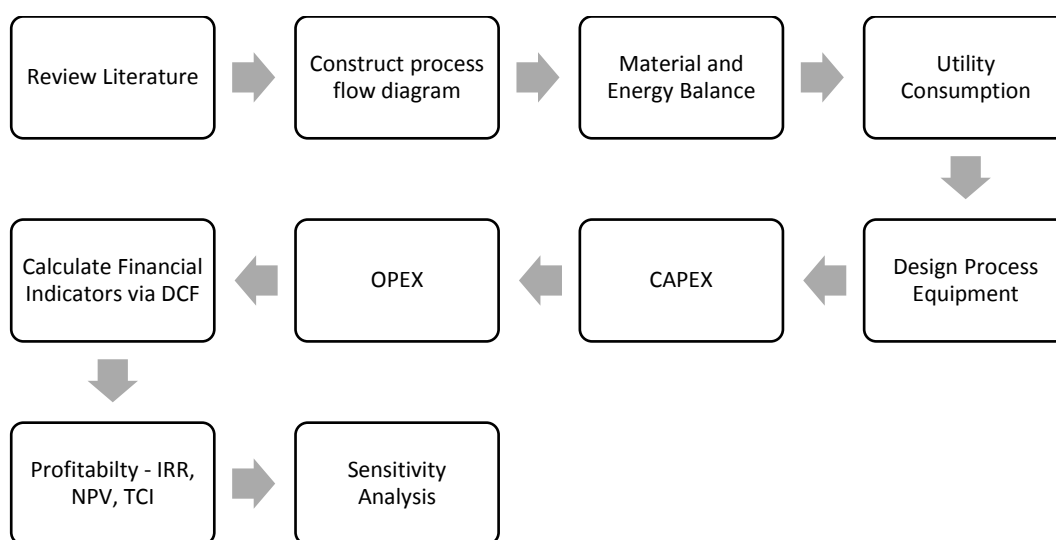 Review Literature
Construct process
flow diagram
Material and
Energy Balance
Utility
Consumption
Design Process
Equipment
CAPEX
OPEX
Calculate Financial
Indicators via DCF
Profitabilty - IRR,
NPV, TCI
Sensitivity
Analysis